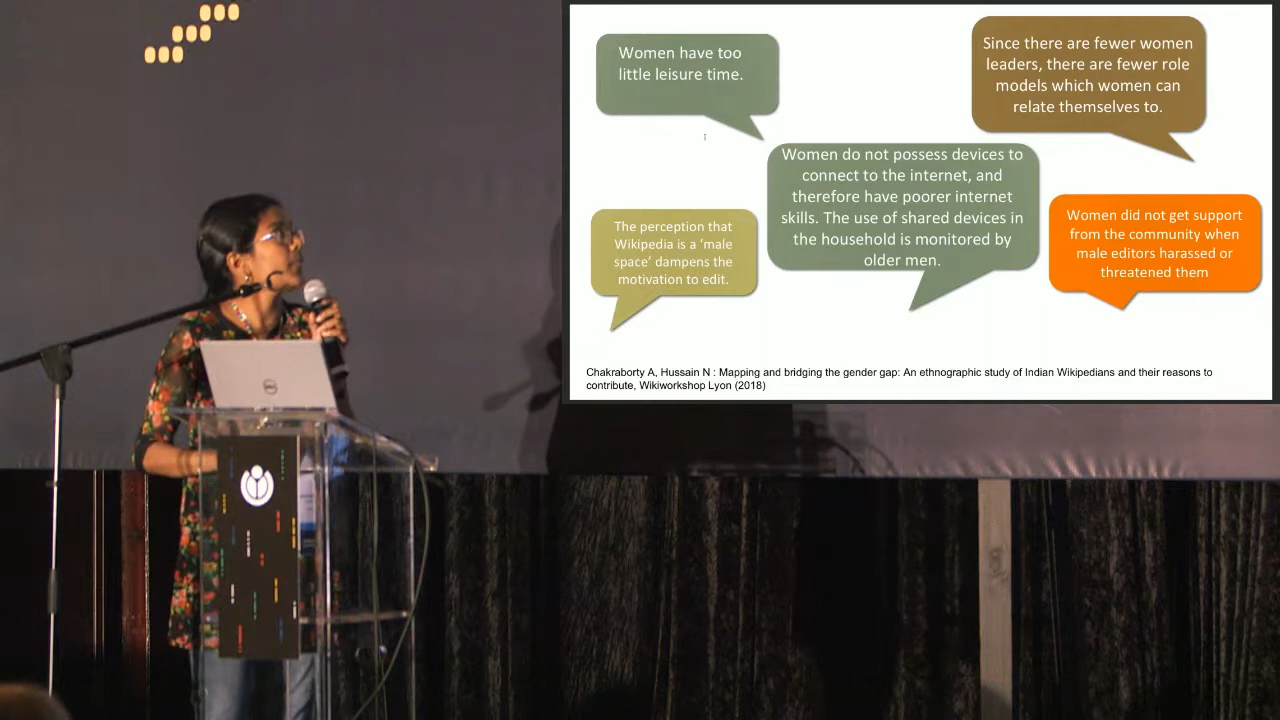 Women have too
little leisure time.
Since there are fewer women
leaders, there are fewer role
models which women can
relate themselves to.
Women do not possess devices to
connect to the internet, and
therefore have poorer internet
skills. The use of shared devices in
the household is monitored by
older men.
The perception that
Wikipedia is a ‘male
space’ dampens the
motivation to edit.
Women did not get support
from the community when
male editors harassed or
threatened them
Chakraborty A, Hussain N : Mapping and bridging the gender gap: An ethnographic study of Indian Wikipedians and their reasons to
contribute, Wikiworkshop Lyon (2018)
DELL